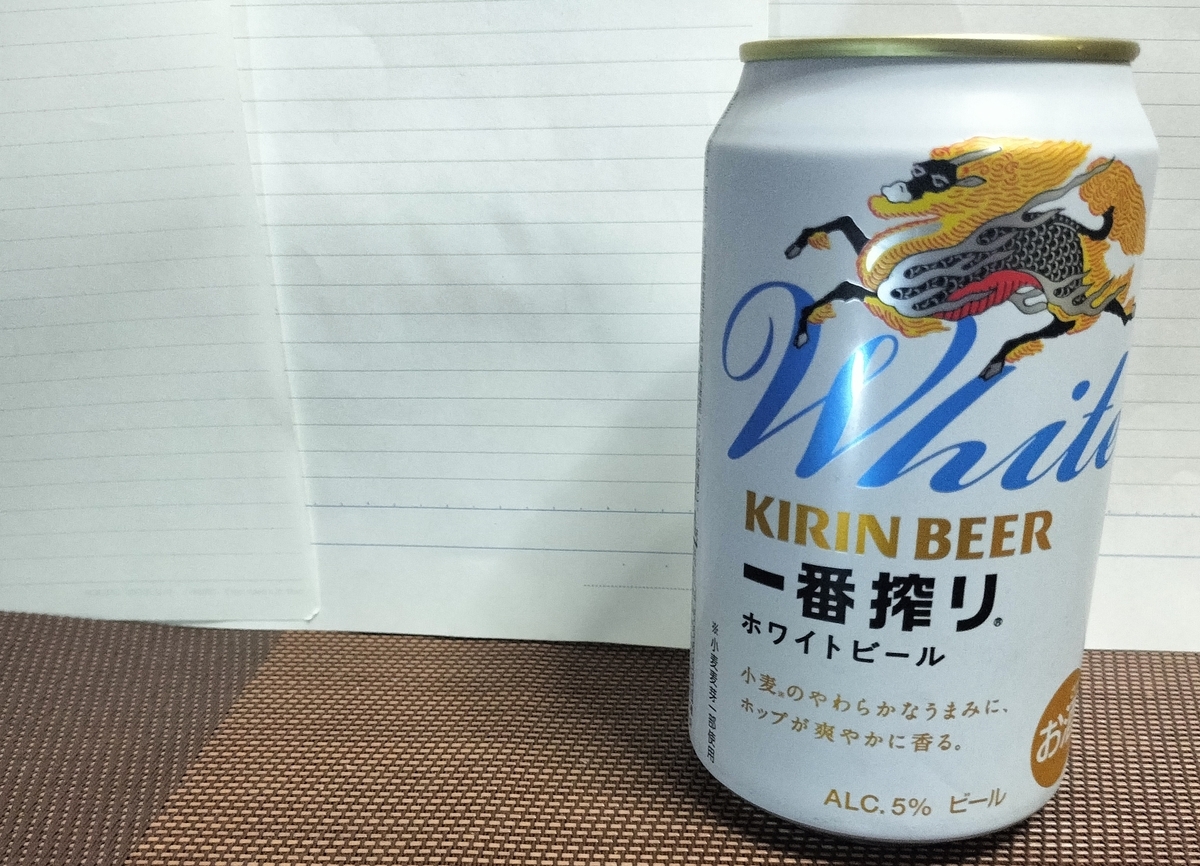 White
KIRIN BEER
一番搾り®
ホワイトビール
小麦※のやわらかなうまみに、
ホップが爽やかに香る。
お酒
ALC.5% ビール